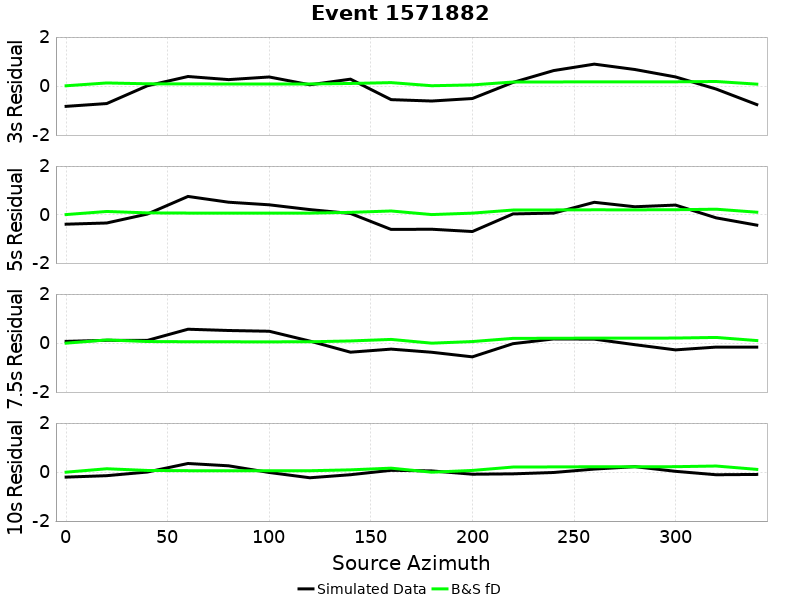 Event 1571882
3s Residual
2
0
-2
5s Residual
2
0
-2
7.5s Residual
2
0
-2
10s Residual
2
0
-2
0 50 100 150 200 250 300
Source Azimuth
Simulated Data B&S fD